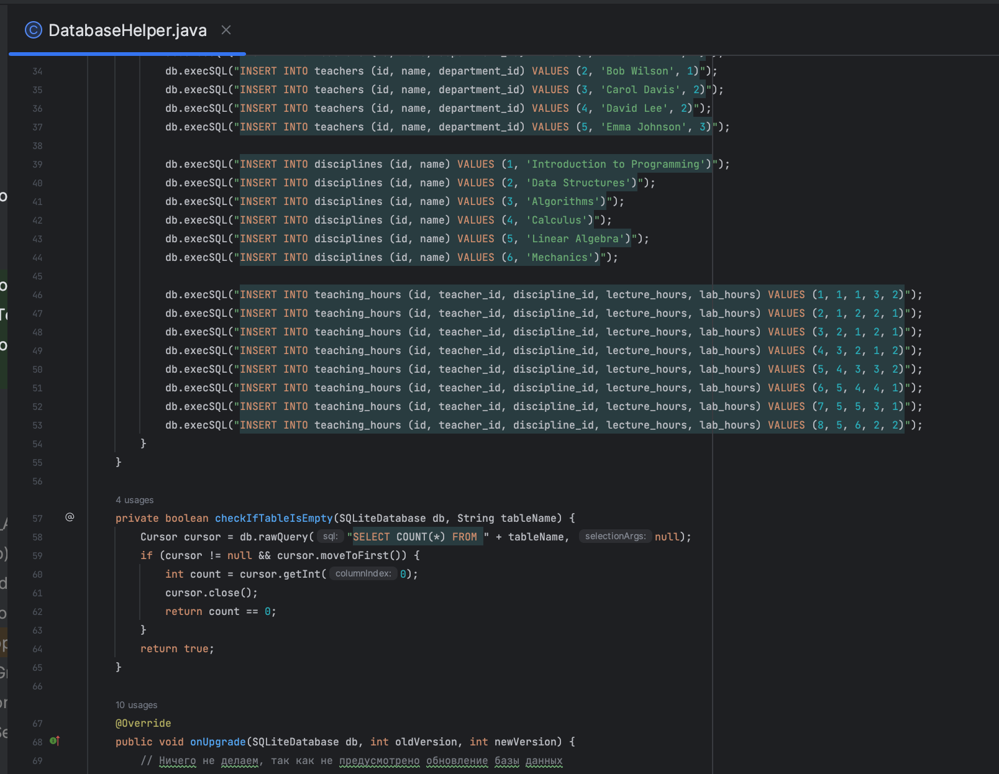 DatabaseHelper.java
34 db.execSQL("INSERT INTO teachers (id, name, department_id) VALUES (2, 'Bob Wilson', 1)");
35 db.execSQL("INSERT INTO teachers (id, name, department_id) VALUES (3, 'Carol Davis', 2)");
36 db.execSQL("INSERT INTO teachers (id, name, department_id) VALUES (4, 'David Lee', 2)");
37 db.execSQL("INSERT INTO teachers (id, name, department_id) VALUES (5, 'Emma Johnson', 3)");
38
39 db.execSQL("INSERT INTO disciplines (id, name) VALUES (1, 'Introduction to Programming')");
40 db.execSQL("INSERT INTO disciplines (id, name) VALUES (2, 'Data Structures')");
41 db.execSQL("INSERT INTO disciplines (id, name) VALUES (3, 'Algorithms')");
42 db.execSQL("INSERT INTO disciplines (id, name) VALUES (4, 'Calculus')");
43 db.execSQL("INSERT INTO disciplines (id, name) VALUES (5, 'Linear Algebra')");
44 db.execSQL("INSERT INTO disciplines (id, name) VALUES (6, 'Mechanics')");
45
46 db.execSQL("INSERT INTO teaching_hours (id, teacher_id, discipline_id, lecture_hours, lab_hours) VALUES (1, 1, 1, 3, 2)");
47 db.execSQL("INSERT INTO teaching_hours (id, teacher_id, discipline_id, lecture_hours, lab_hours) VALUES (2, 1, 2, 2, 1)");
48 db.execSQL("INSERT INTO teaching_hours (id, teacher_id, discipline_id, lecture_hours, lab_hours) VALUES (3, 2, 1, 2, 1)");
49 db.execSQL("INSERT INTO teaching_hours (id, teacher_id, discipline_id, lecture_hours, lab_hours) VALUES (4, 3, 2, 1, 2)");
50 db.execSQL("INSERT INTO teaching_hours (id, teacher_id, discipline_id, lecture_hours, lab_hours) VALUES (5, 4, 3, 3, 2)");
51 db.execSQL("INSERT INTO teaching_hours (id, teacher_id, discipline_id, lecture_hours, lab_hours) VALUES (6, 5, 4, 4, 1)");
52 db.execSQL("INSERT INTO teaching_hours (id, teacher_id, discipline_id, lecture_hours, lab_hours) VALUES (7, 5, 5, 3, 1)");
53 db.execSQL("INSERT INTO teaching_hours (id, teacher_id, discipline_id, lecture_hours, lab_hours) VALUES (8, 5, 6, 2, 2)");
54 }
55 }
56
4 usages
57 @ private boolean checkIfTableIsEmpty(SQLiteDatabase db, String tableName) {
58 Cursor cursor = db.rawQuery( sql: "SELECT COUNT(*) FROM " + tableName, selectionArgs: null);
59 if (cursor != null && cursor.moveToFirst()) {
60 int count = cursor.getInt( columnIndex: 0);
61 cursor.close();
62 return count == 0;
63 }
64 return true;
65 }
66
10 usages
67 @Override
68 public void onUpgrade(SQLiteDatabase db, int oldVersion, int newVersion) {
69 // Ничего не делаем, так как не предусмотрено обновление базы данных